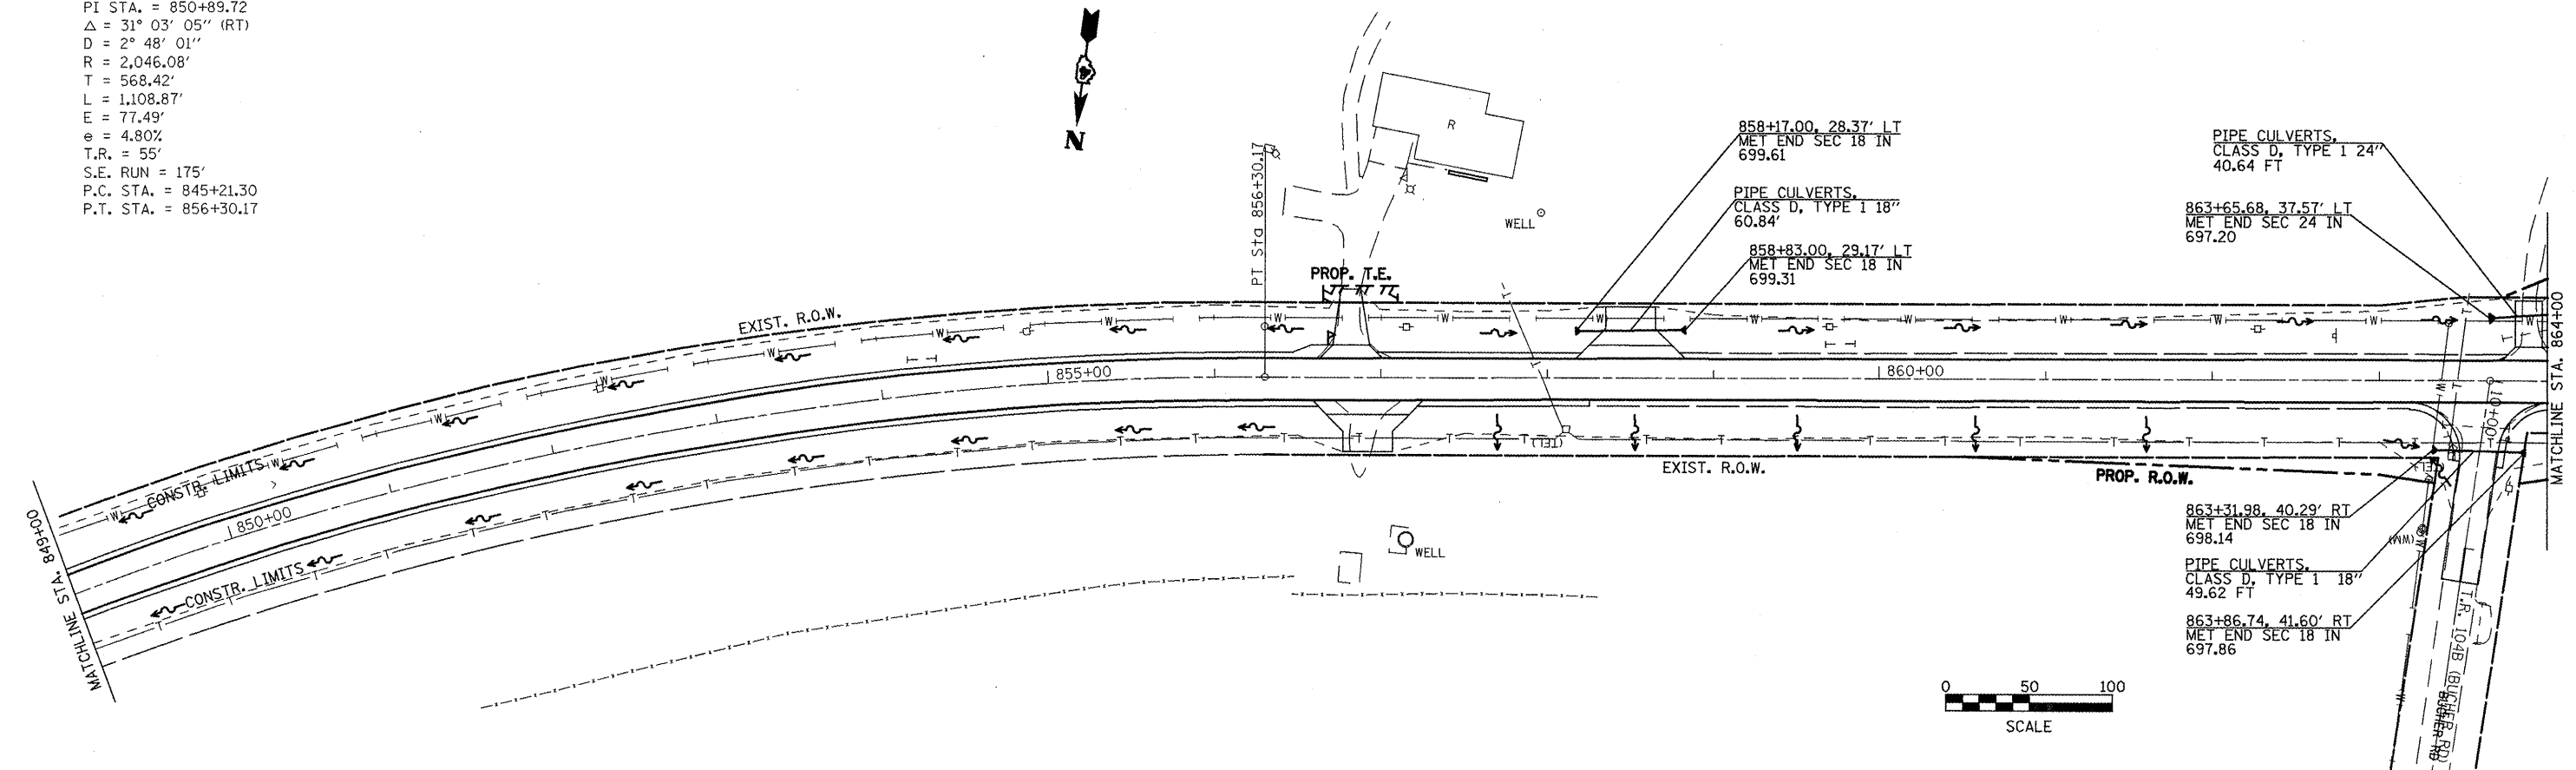 PI STA. = 850+89.72
Δ = 31° 03' 05" (RT)
D = 2° 48' 01"
R = 2,046.08'
T = 568.42'
L = 1,108.87'
E = 77.49'
e = 4.80%
T.R. = 55'
S.E. RUN = 175'
P.C. STA. = 845+21.30
P.T. STA. = 856+30.17
N
R
WELL
PT Sta 856+30.17
PROP. T.E.
858+17.00, 28.37' LT
MET END SEC 18 IN
699.61
PIPE CULVERTS,
CLASS D, TYPE 1 18"
60.84'
858+83.00, 29.17' LT
MET END SEC 18 IN
699.31
PIPE CULVERTS,
CLASS D, TYPE 1 24"
40.64 FT
863+65.68, 37.57' LT
MET END SEC 24 IN
697.20
MATCHLINE STA. 864+00
EXIST. R.O.W.
855+00
860+00
10+00
CONSTR. LIMITS
850+00
MATCHLINE STA. 849+00
CONSTR. LIMITS
(TEL)
EXIST. R.O.W.
PROP. R.O.W.
(TEL)
(WM)
WELL
863+31.98, 40.29' RT
MET END SEC 18 IN
698.14
PIPE CULVERTS,
CLASS D, TYPE 1 18"
49.62 FT
863+86.74, 41.60' RT
MET END SEC 18 IN
697.86
T.R. 104B (BUCHER RD)
BUCHER RD
0 50 100
SCALE